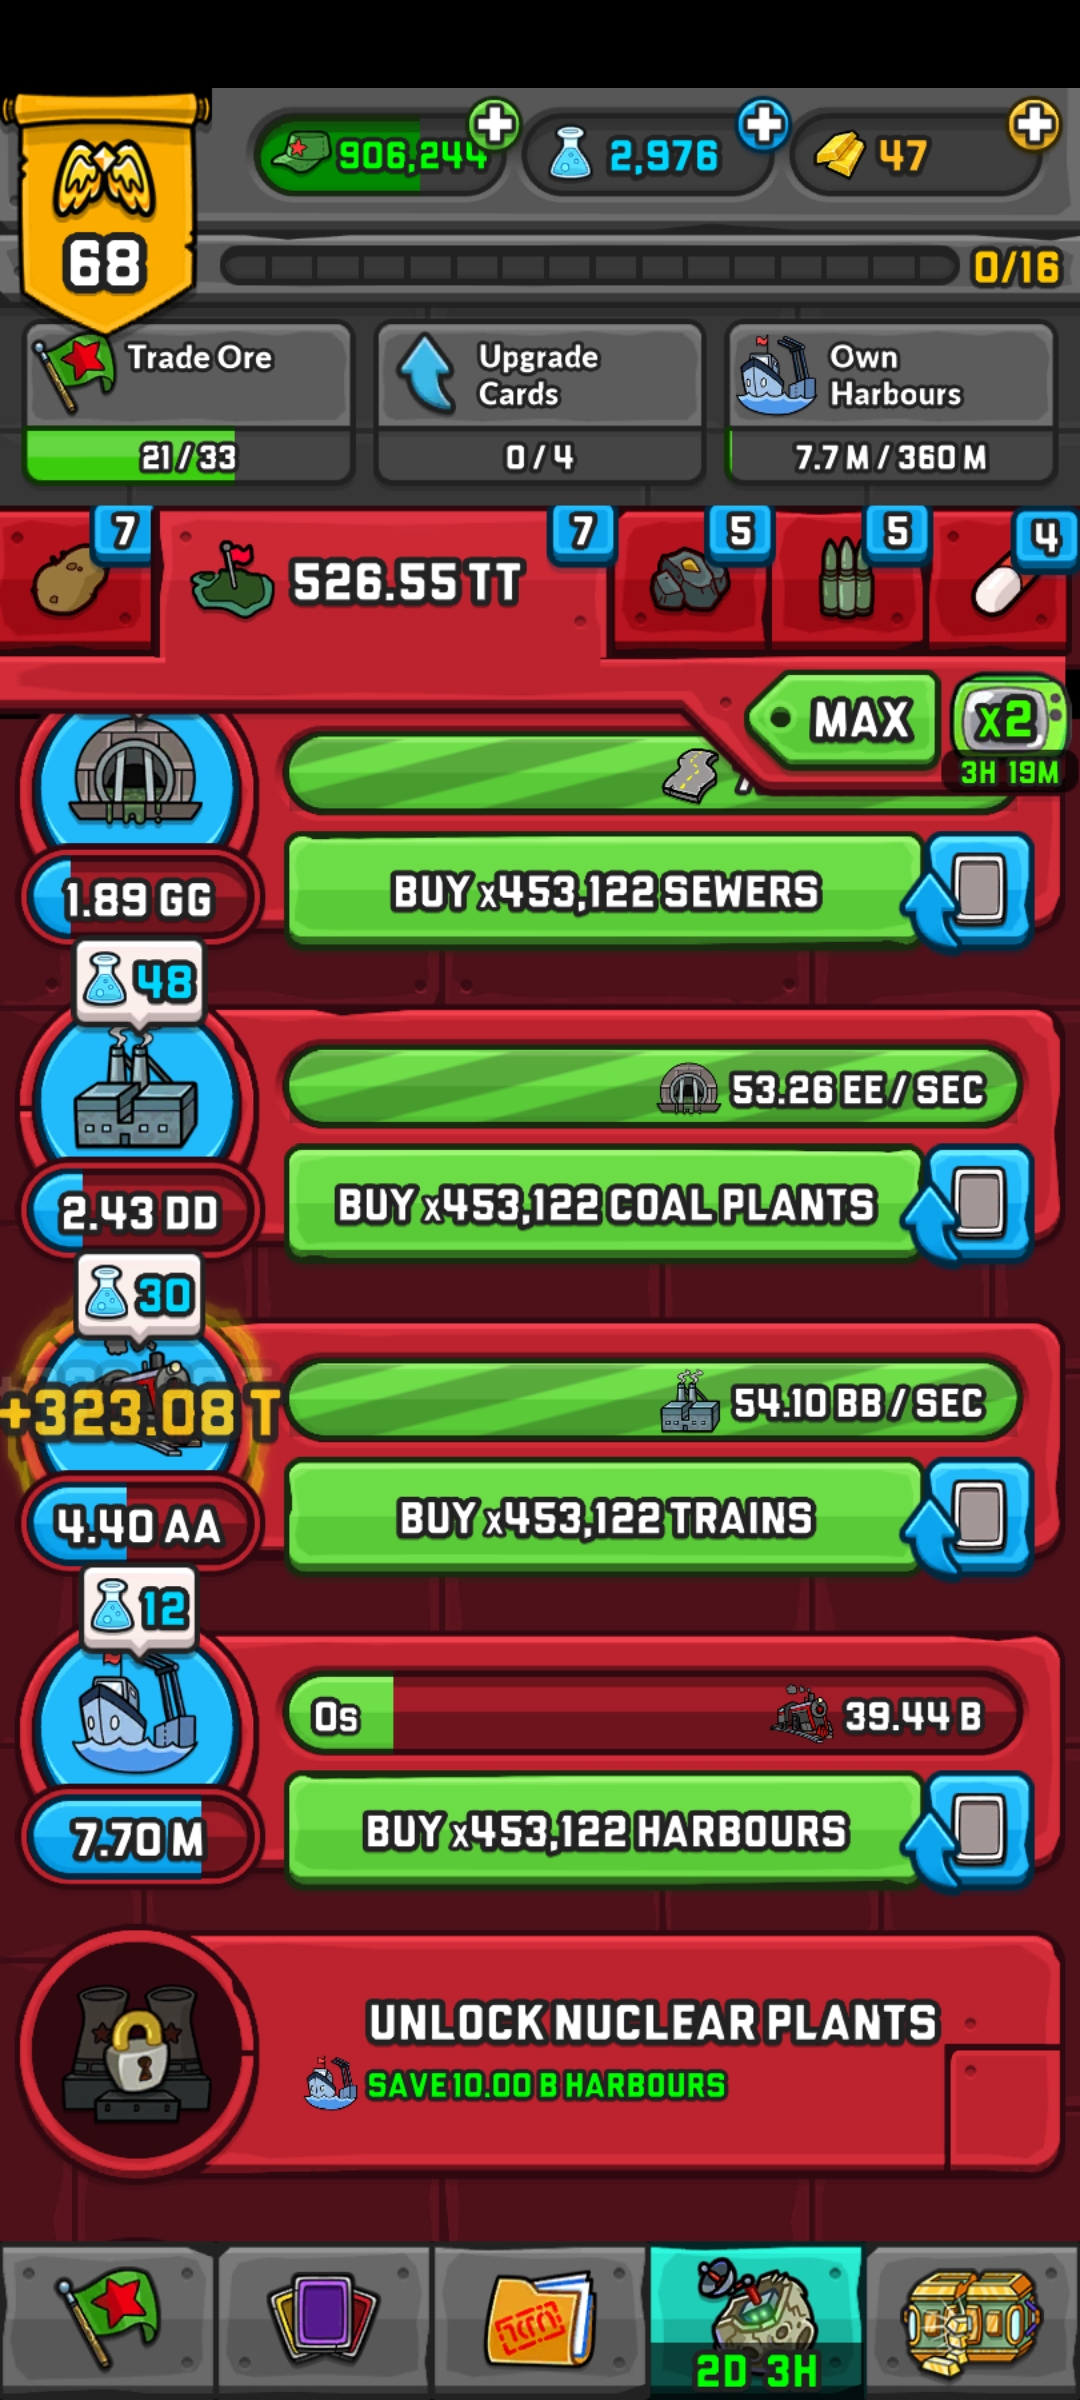 906,244
2,976
47
68
0/16
Trade Ore
21/33
Upgrade
Cards
0/4
Own
Harbours
7.7 M / 360 M
7
526.55 TT
7
5
5
4
MAX
x2
3H 19M
1.89 GG
BUY x453,122 SEWERS
48
53.26 EE / SEC
2.43 DD
BUY x453,122 COAL PLANTS
30
+323.08 T
54.10 BB / SEC
4.40 AA
BUY x453,122 TRAINS
12
0s
39.44 B
7.70 M
BUY x453,122 HARBOURS
UNLOCK NUCLEAR PLANTS
SAVE 10.00 B HARBOURS
2D 3H